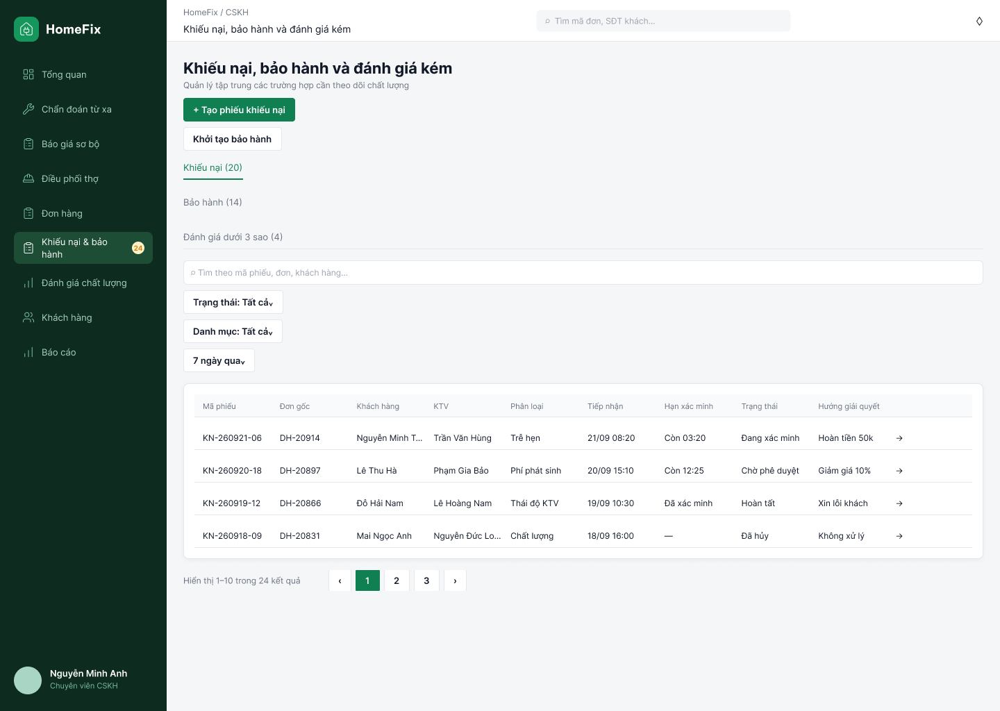 HomeFix
Tổng quan
Chẩn đoán từ xa
Báo giá sơ bộ
Điều phối thợ
Đơn hàng
Khiếu nại & bảo
hành
24
Đánh giá chất lượng
Khách hàng
Báo cáo
Nguyễn Minh Anh
Chuyên viên CSKH
HomeFix / CSKH
Khiếu nại, bảo hành và đánh giá kém
Tìm mã đơn, SĐT khách...
Khiếu nại, bảo hành và đánh giá kém
Quản lý tập trung các trường hợp cần theo dõi chất lượng
+ Tạo phiếu khiếu nại
Khởi tạo bảo hành
Khiếu nại (20)
Bảo hành (14)
Đánh giá dưới 3 sao (4)
Tìm theo mã phiếu, đơn, khách hàng...
Trạng thái: Tất cả
Danh mục: Tất cả
7 ngày qua
Mã phiếu Đơn gốc Khách hàng KTV Phân loại Tiếp nhận Hạn xác minh Trạng thái Hướng giải quyết
KN-260921-06 DH-20914 Nguyễn Minh T... Trần Văn Hùng Trễ hẹn 21/09 08:20 Còn 03:20 Đang xác minh Hoàn tiền 50k →
KN-260920-18 DH-20897 Lê Thu Hà Phạm Gia Bảo Phí phát sinh 20/09 15:10 Còn 12:25 Chờ phê duyệt Giảm giá 10% →
KN-260919-12 DH-20866 Đỗ Hải Nam Lê Hoàng Nam Thái độ KTV 19/09 10:30 Đã xác minh Hoàn tất Xin lỗi khách →
KN-260918-09 DH-20831 Mai Ngọc Anh Nguyễn Đức Lo... Chất lượng 18/09 16:00 — Đã hủy Không xử lý →
Hiển thị 1–10 trong 24 kết quả ‹ 1 2 3 ›